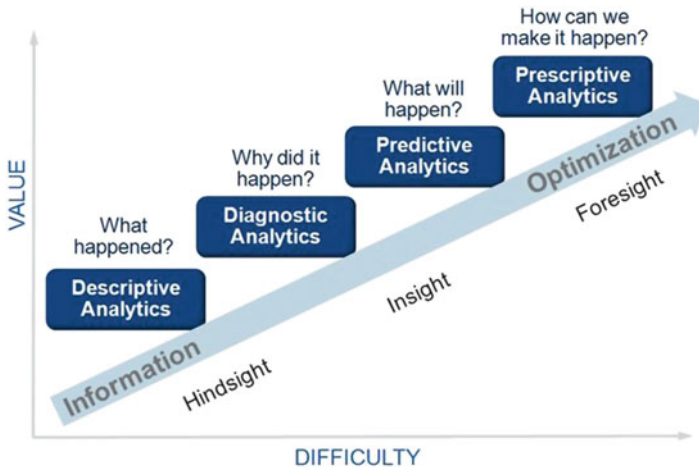 How can we
make it happen?
Prescriptive
Analytics
What will
happen?
Predictive
Analytics
Why did it
happen?
Diagnostic
Analytics
What
happened?
Descriptive
Analytics
VALUE
Information
Optimization
Hindsight
Insight
Foresight
DIFFICULTY